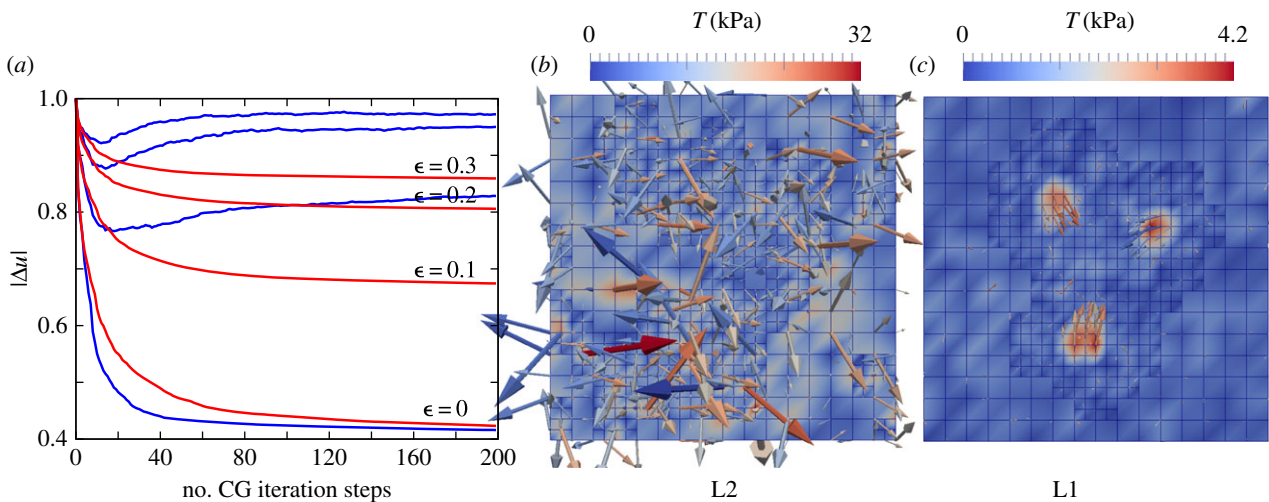 (a)
1.0
0.8
0.6
0.4
|Δu|
ϵ = 0.3
ϵ = 0.2
ϵ = 0.1
ϵ = 0
0 40 80 120 160 200
no. CG iteration steps
T (kPa)
0 32
(b)
L2
T (kPa)
0 4.2
(c)
L1